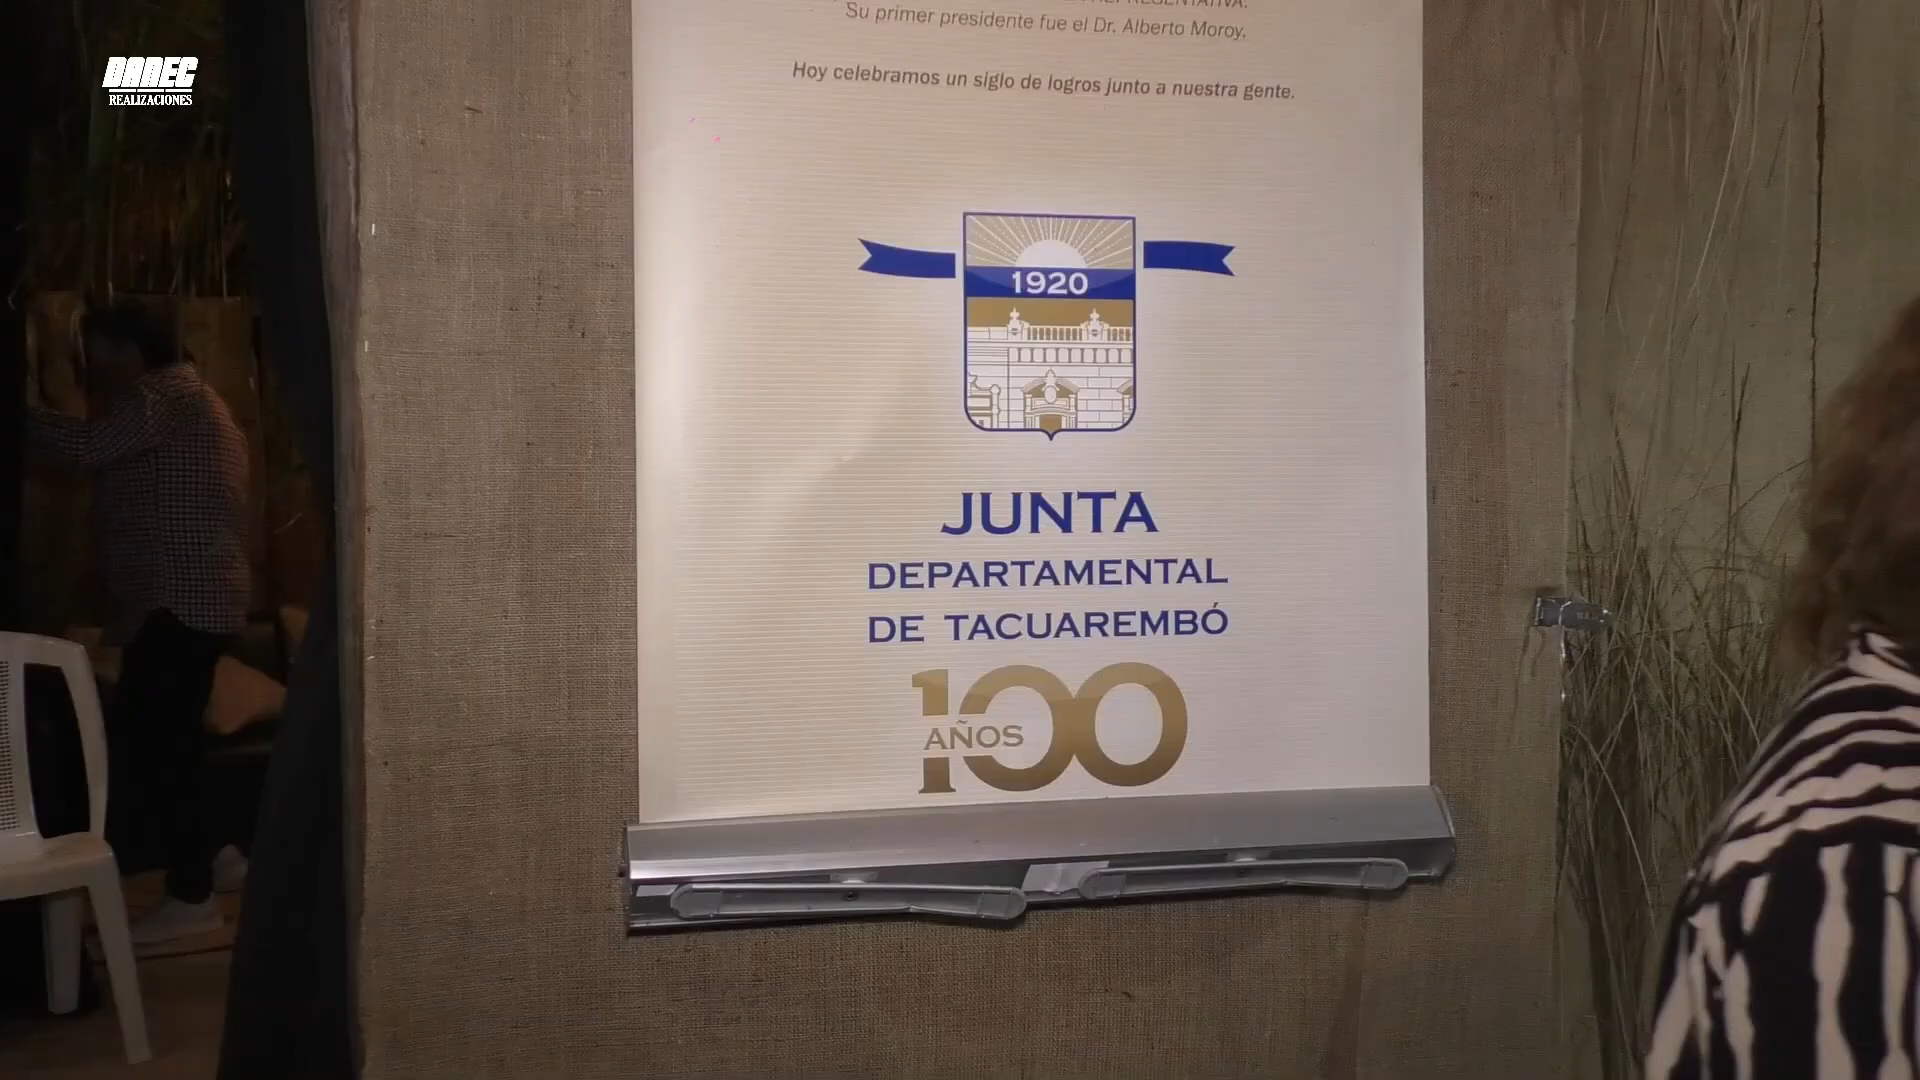 DANEC
REALIZACIONES
Su primer presidente fue el Dr. Alberto Moroy.
Hoy celebramos un siglo de logros junto a nuestra gente.
1920
JUNTA
DEPARTAMENTAL
DE TACUAREMBÓ
100
AÑOS